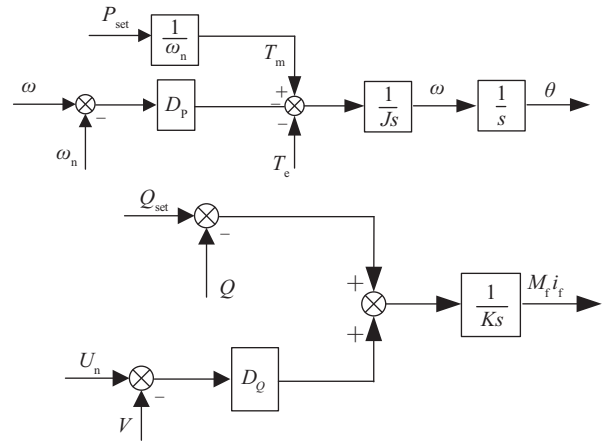 P_set
1/ω_n
T_m
ω
−
D_P
+
−
−
1/Js
ω
1/s
θ
ω_n
T_e
Q_set
−
Q
+
+
1/Ks
M_f i_f
U_n
−
D_Q
V